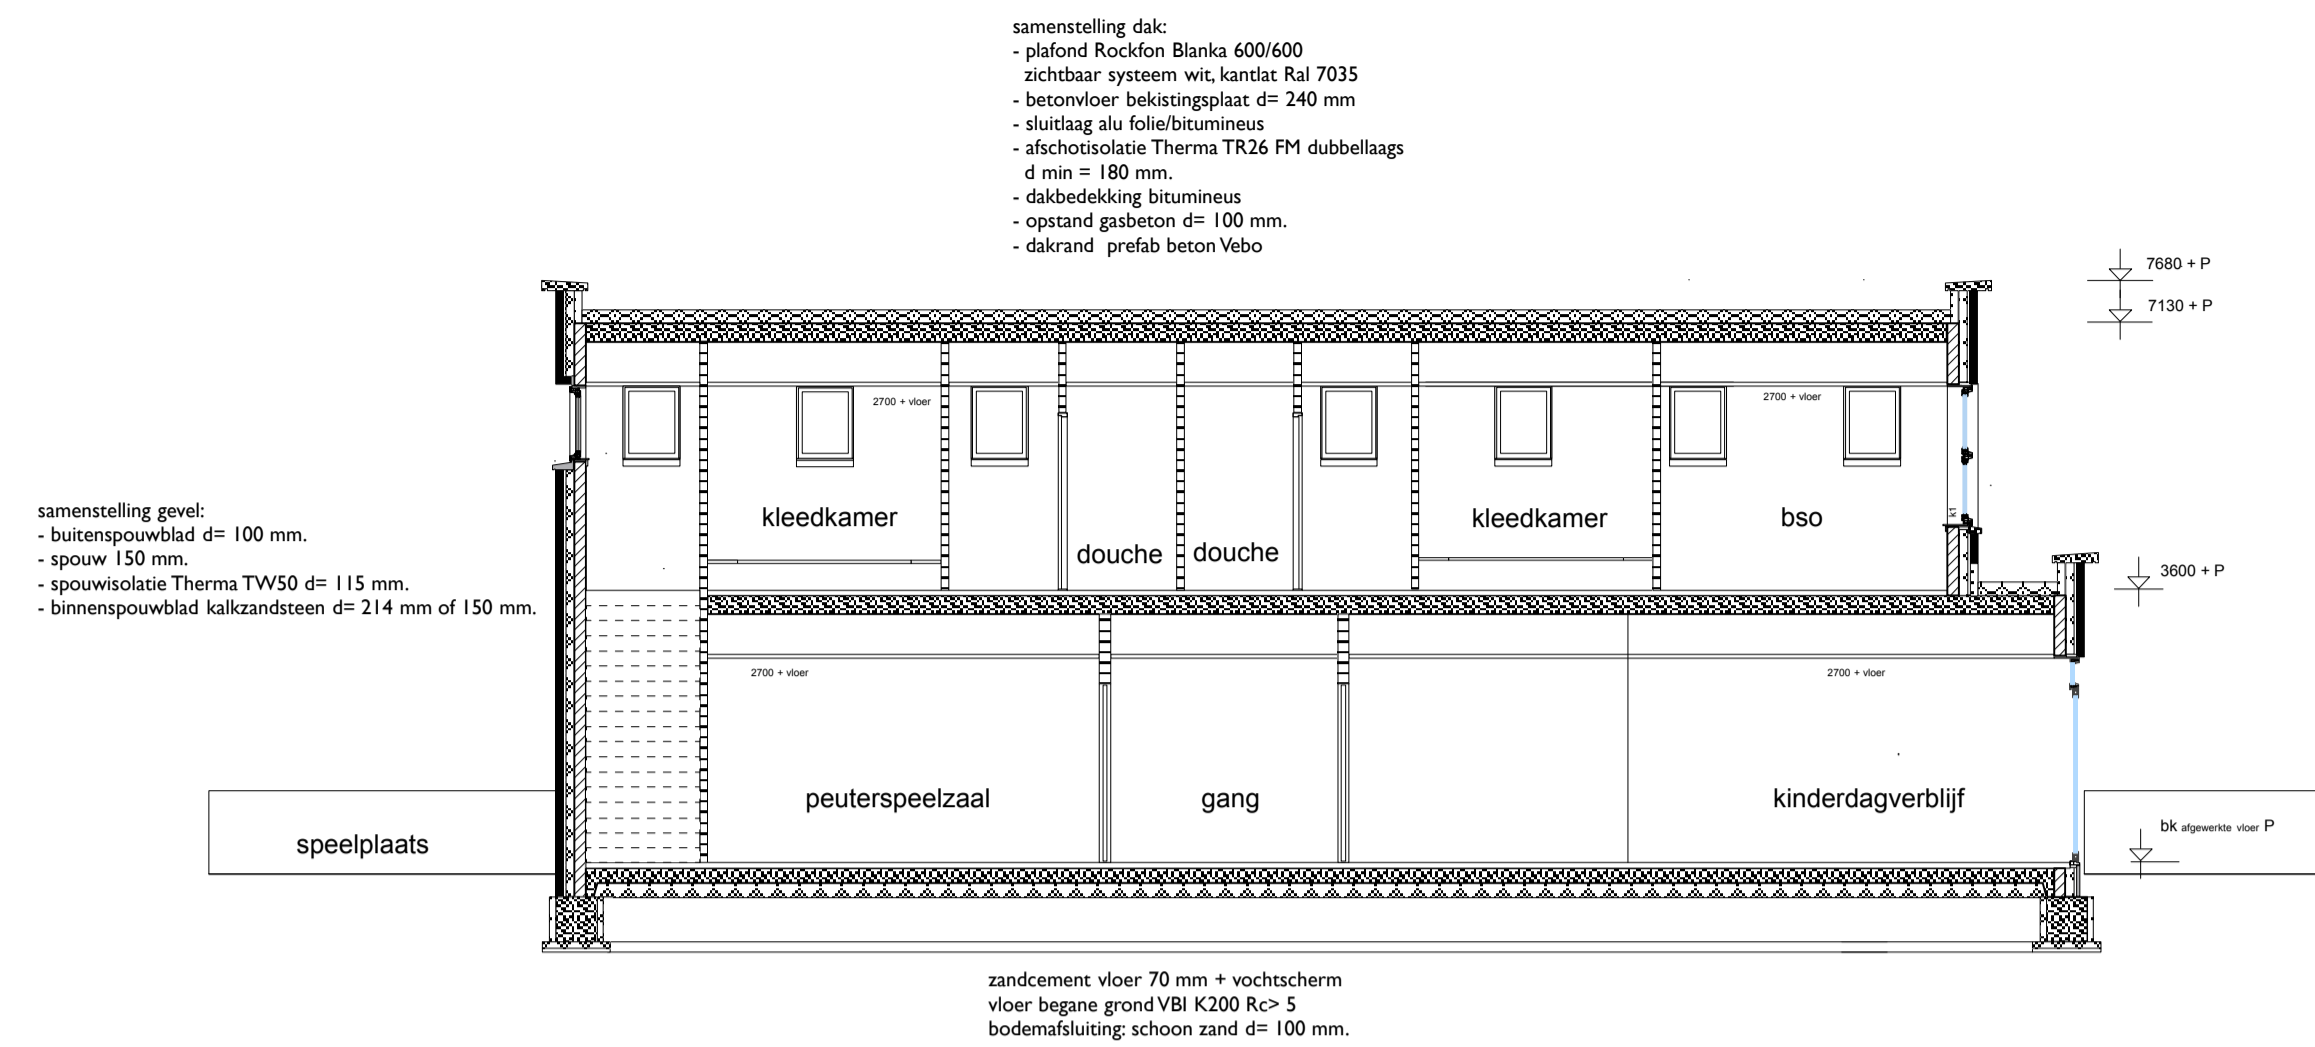 samenstelling dak:
- plafond Rockfon Blanka 600/600
zichtbaar systeem wit, kantlat Ral 7035
- betonvloer bekistingsplaat d= 240 mm
- sluitlaag alu folie/bitumineus
- afschotisolatie Therma TR26 FM dubbellaags
d min = 180 mm.
- dakbedekking bitumineus
- opstand gasbeton d= 100 mm.
- dakrand prefab beton Vebo
7680 + P
7130 + P
2700 + vloer
2700 + vloer
samenstelling gevel:
- buitenspouwblad d= 100 mm.
- spouw 150 mm.
- spouwisolatie Therma TW50 d= 115 mm.
- binnenspouwblad kalkzandsteen d= 214 mm of 150 mm.
kleedkamer
douche
douche
kleedkamer
bso
k1
3600 + P
2700 + vloer
2700 + vloer
speelplaats
peuterspeelzaal
gang
kinderdagverblijf
bk afgewerkte vloer P
zandcement vloer 70 mm + vochtscherm
vloer begane grond VBI K200 Rc> 5
bodemafsluiting: schoon zand d= 100 mm.